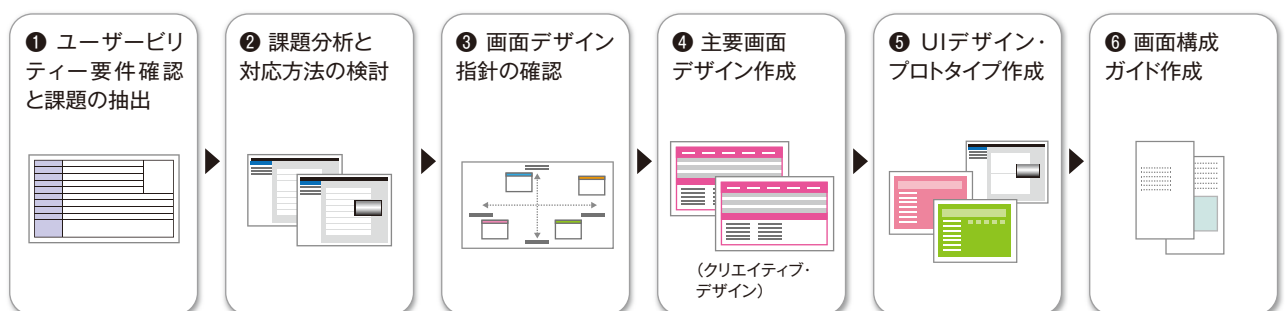 ❶ ユーザービリ
ティー要件確認
と課題の抽出
❷ 課題分析と
対応方法の検討
❸ 画面デザイン
指針の確認
❹ 主要画面
デザイン作成
(クリエイティブ・
デザイン)
❺ UIデザイン・
プロトタイプ作成
❻ 画面構成
ガイド作成